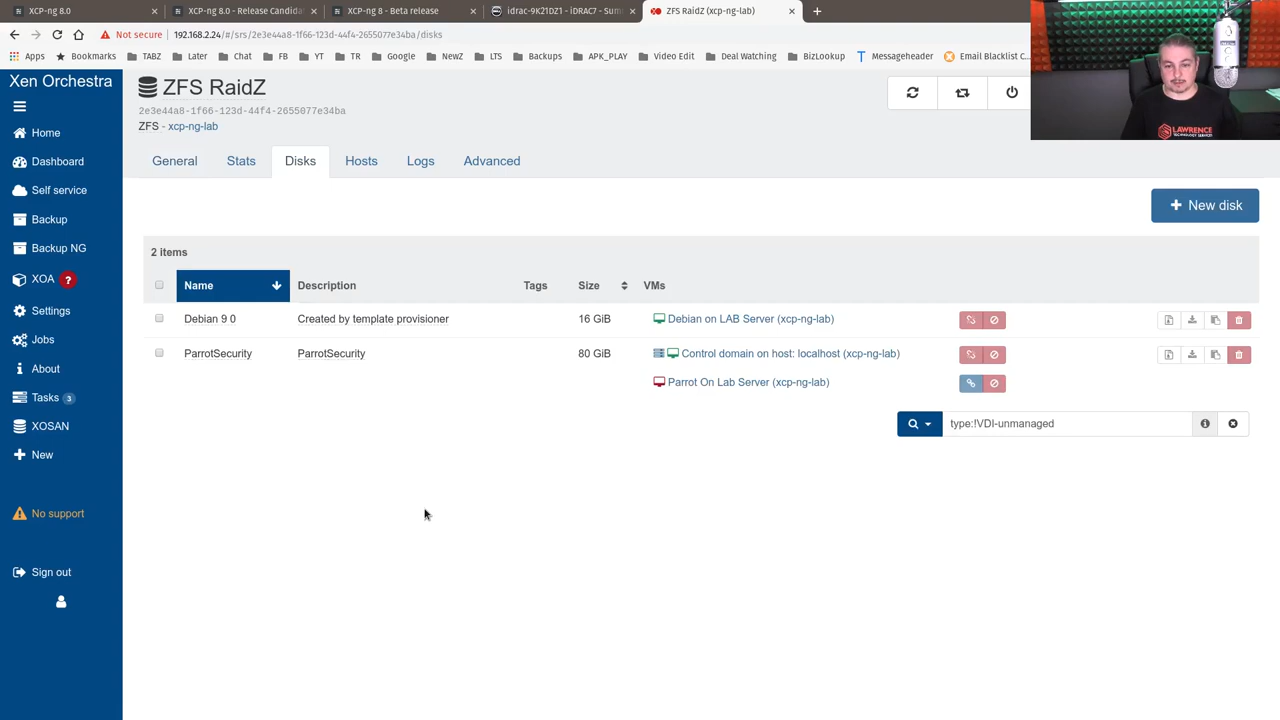 XCP-ng 8.0
XCP-ng 8.0 - Release Candida
XCP-ng 8 - Beta release
idrac-9K21DZ1 - iDRAC7 - Sum
ZFS RaidZ (xcp-ng-lab)
Not secure
192.168.2.24/#/srs/2e3e44a8-1f66-123d-44f4-2655077e34ba/disks
Apps
Bookmarks
TABZ
Later
Chat
FB
YT
TR
Google
NewZ
LTS
Backups
APK_PLAY
Video Edit
Deal Watching
BizLookup
Messageheader
Email Blacklist C...
Xen Orchestra
Home
Dashboard
Self service
Backup
Backup NG
XOA ?
Settings
Jobs
About
Tasks 3
XOSAN
New
No support
Sign out
ZFS RaidZ
2e3e44a8-1f66-123d-44f4-2655077e34ba
ZFS - xcp-ng-lab
General
Stats
Disks
Hosts
Logs
Advanced
New disk
2 items
Name
Description
Tags
Size
VMs
Debian 9 0
Created by template provisioner
16 GiB
Debian on LAB Server (xcp-ng-lab)
ParrotSecurity
ParrotSecurity
80 GiB
Control domain on host: localhost (xcp-ng-lab)
Parrot On Lab Server (xcp-ng-lab)
type:!VDI-unmanaged
LAWRENCE